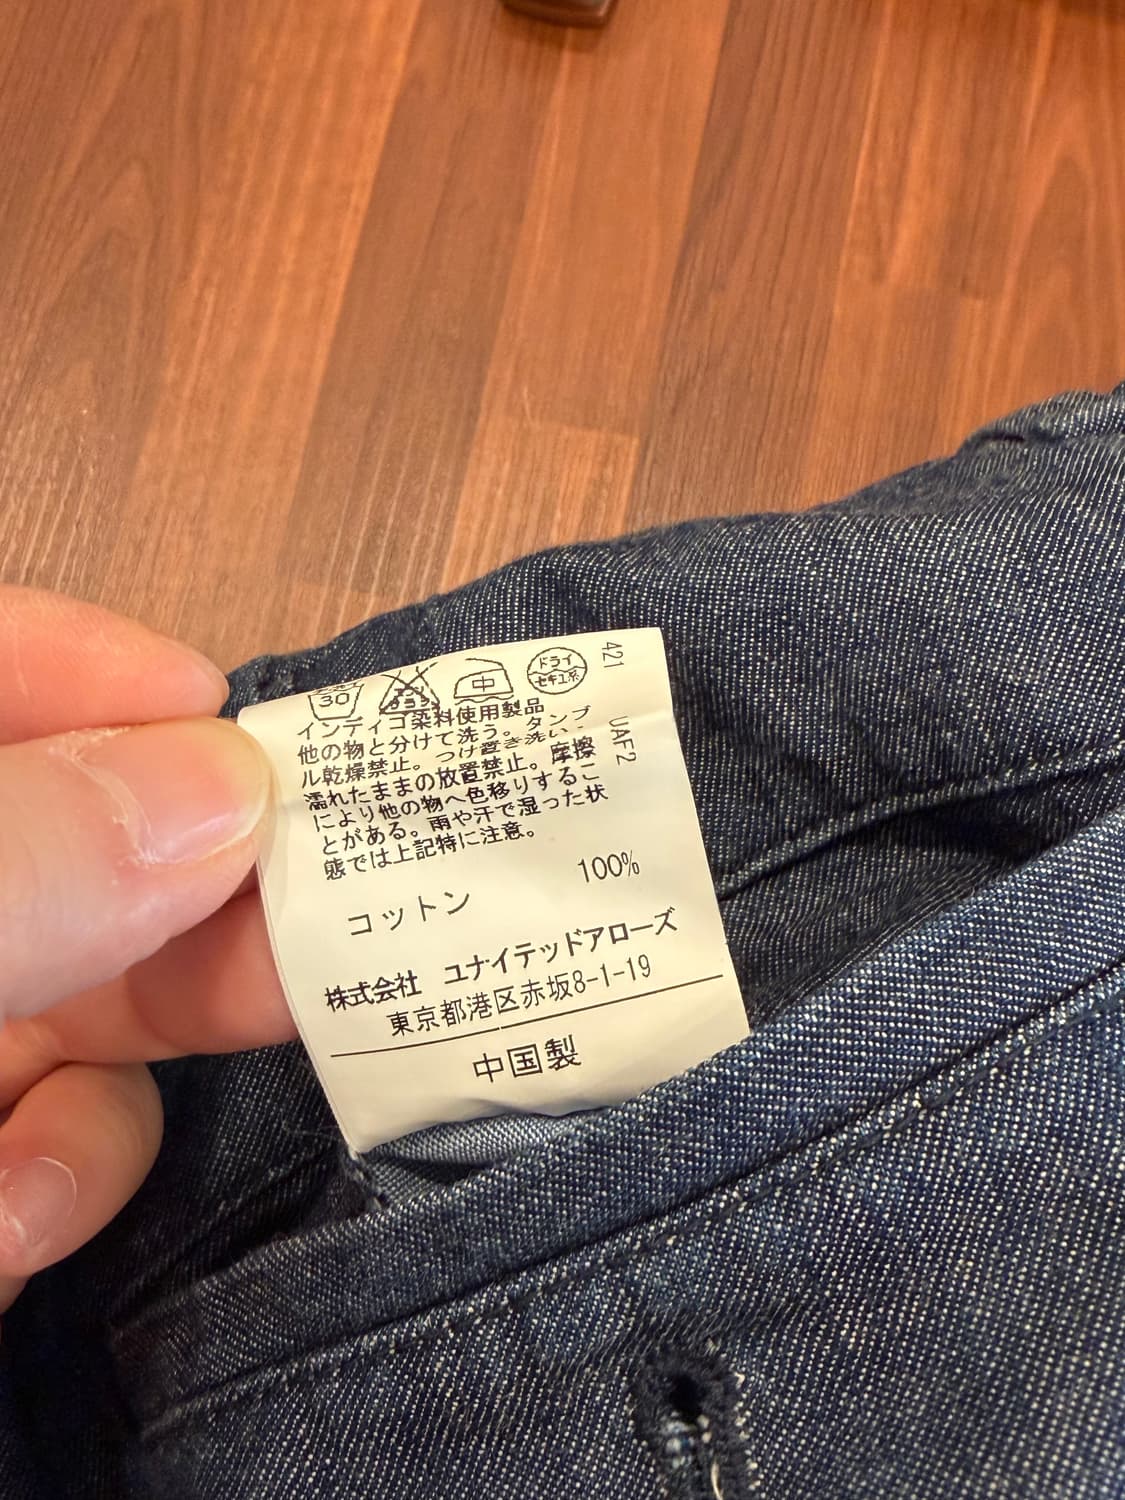 30
中
ドライ
セキユ系
インディゴ染料使用製品
他の物と分けて洗う。タンブ
ル乾燥禁止。つけ置き洗い・
濡れたままの放置禁止。摩擦
により他の物へ色移りするこ
とがある。雨や汗で湿った状
態では上記特に注意。
コットン 100%
株式会社 ユナイテッドアローズ
東京都港区赤坂8-1-19
中国製
421 UAF2